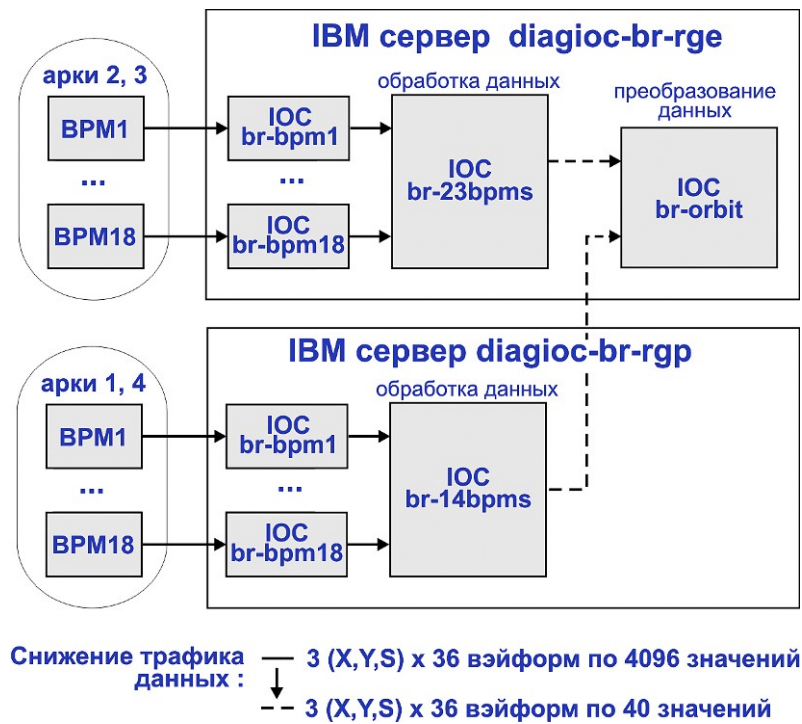 IBM сервер diagioc-br-rge
арки 2, 3
обработка данных
преобразование
данных
BPM1
IOC
br-bpm1
...
...
IOC
br-23bpms
IOC
br-orbit
BPM18
IOC
br-bpm18
IBM сервер diagioc-br-rgp
арки 1, 4
обработка данных
BPM1
IOC
br-bpm1
...
...
IOC
br-14bpms
BPM18
IOC
br-bpm18
Снижение трафика
данных :
3 (X,Y,S) x 36 вэйформ по 4096 значений
3 (X,Y,S) x 36 вэйформ по 40 значений